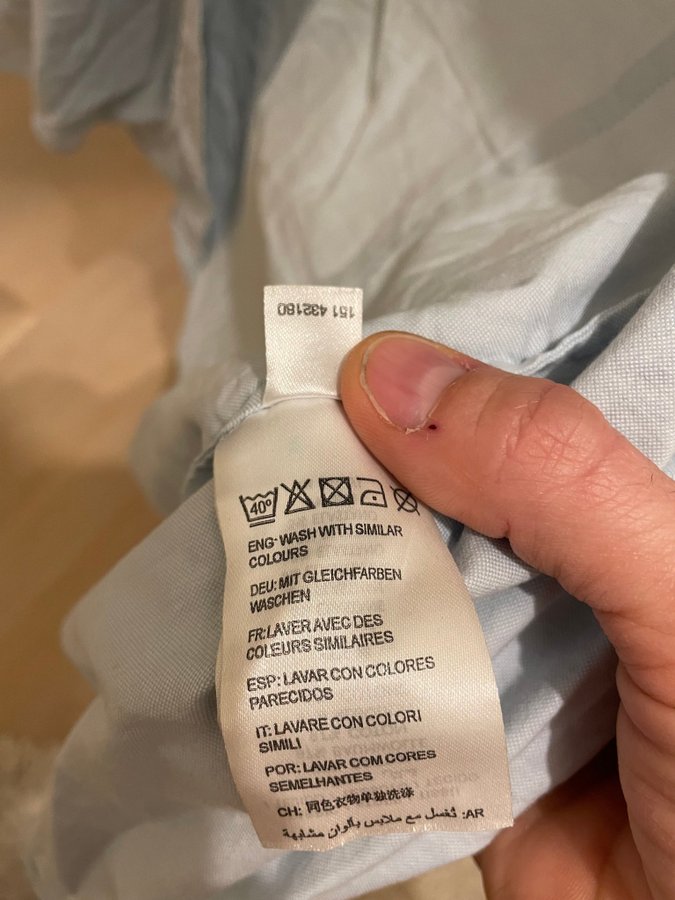 151 432180
40°
ENG- WASH WITH SIMILAR
COLOURS
DEU: MIT GLEICHFARBEN
WASCHEN
FR:LAVER AVEC DES
COLEURS SIMILAIRES
ESP: LAVAR CON COLORES
PARECIDOS
IT: LAVARE CON COLORI
SIMILI
POR: LAVAR COM CORES
SEMELHANTES
CH: 同色衣物单独洗涤
AR: تغسل مع ملابس بألوان مشابهة